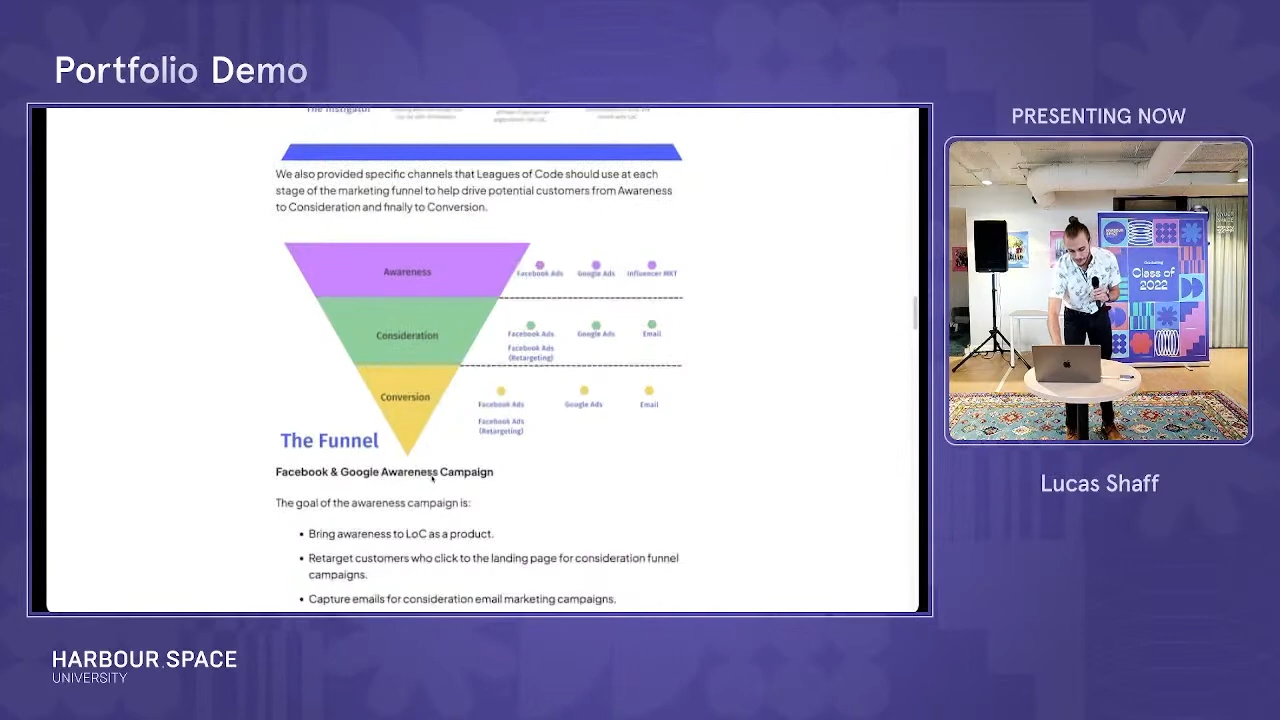 Portfolio Demo
The Instigator
We also provided specific channels that Leagues of Code should use at each
stage of the marketing funnel to help drive potential customers from Awareness
to Consideration and finally to Conversion.
Awareness
Facebook Ads
Google Ads
Influencer MKT
Consideration
Facebook Ads
Google Ads
Email
Facebook Ads
(Retargeting)
Conversion
Facebook Ads
Google Ads
Email
Facebook Ads
(Retargeting)
The Funnel
Facebook & Google Awareness Campaign
The goal of the awareness campaign is:
• Bring awareness to LoC as a product.
• Retarget customers who click to the landing page for consideration funnel
campaigns.
• Capture emails for consideration email marketing campaigns.
PRESENTING NOW
Class of
2022
Lucas Shaff
HARBOUR.SPACE
UNIVERSITY